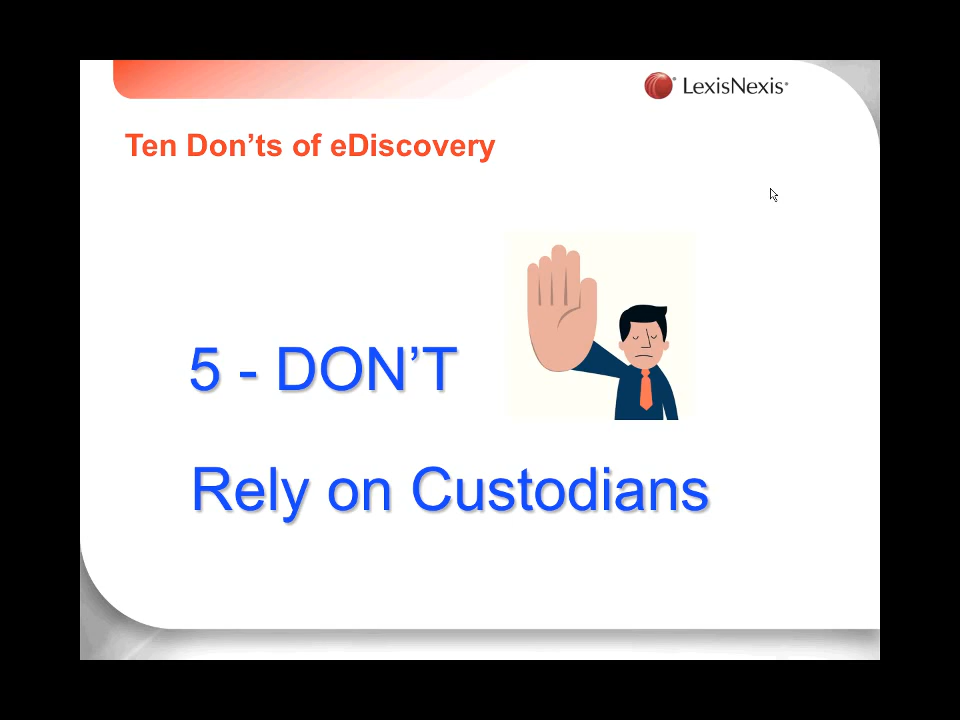 LexisNexis®
Ten Don’ts of eDiscovery
5 - DON’T
Rely on Custodians